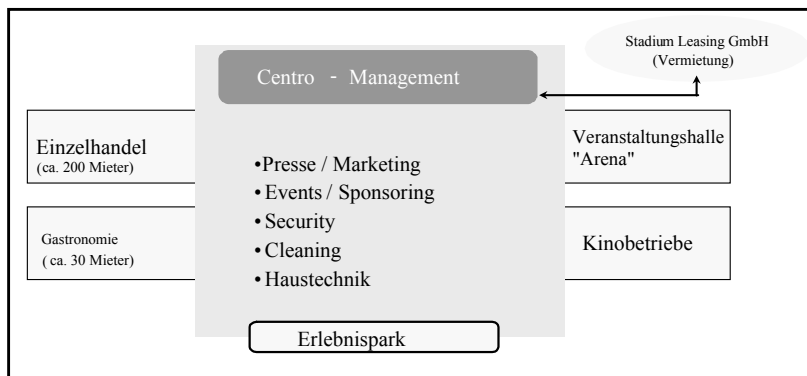 Stadium Leasing GmbH
(Vermietung)
Centro - Management
Einzelhandel
(ca. 200 Mieter)
Gastronomie
( ca. 30 Mieter)
•Presse / Marketing
•Events / Sponsoring
•Security
•Cleaning
•Haustechnik
Veranstaltungshalle
"Arena"
Kinobetriebe
Erlebnispark